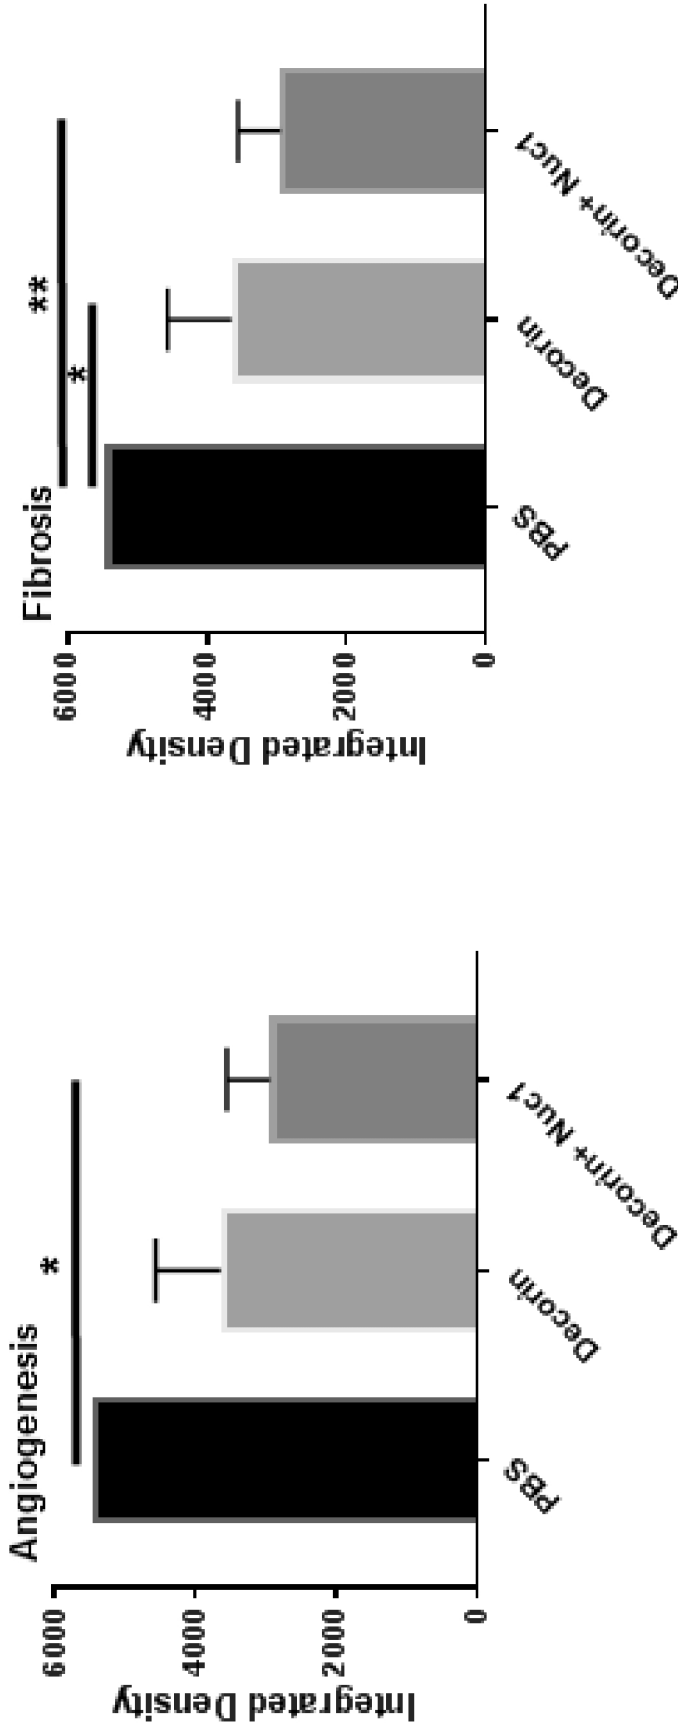 Angiogenesis
*
Integrated Density
6000
4000
2000
0
PBS
Decorin
Decorin+ Nuc1
Fibrosis
**
*
Integrated Density
6000
4000
2000
0
PBS
Decorin
Decorin+ Nuc1